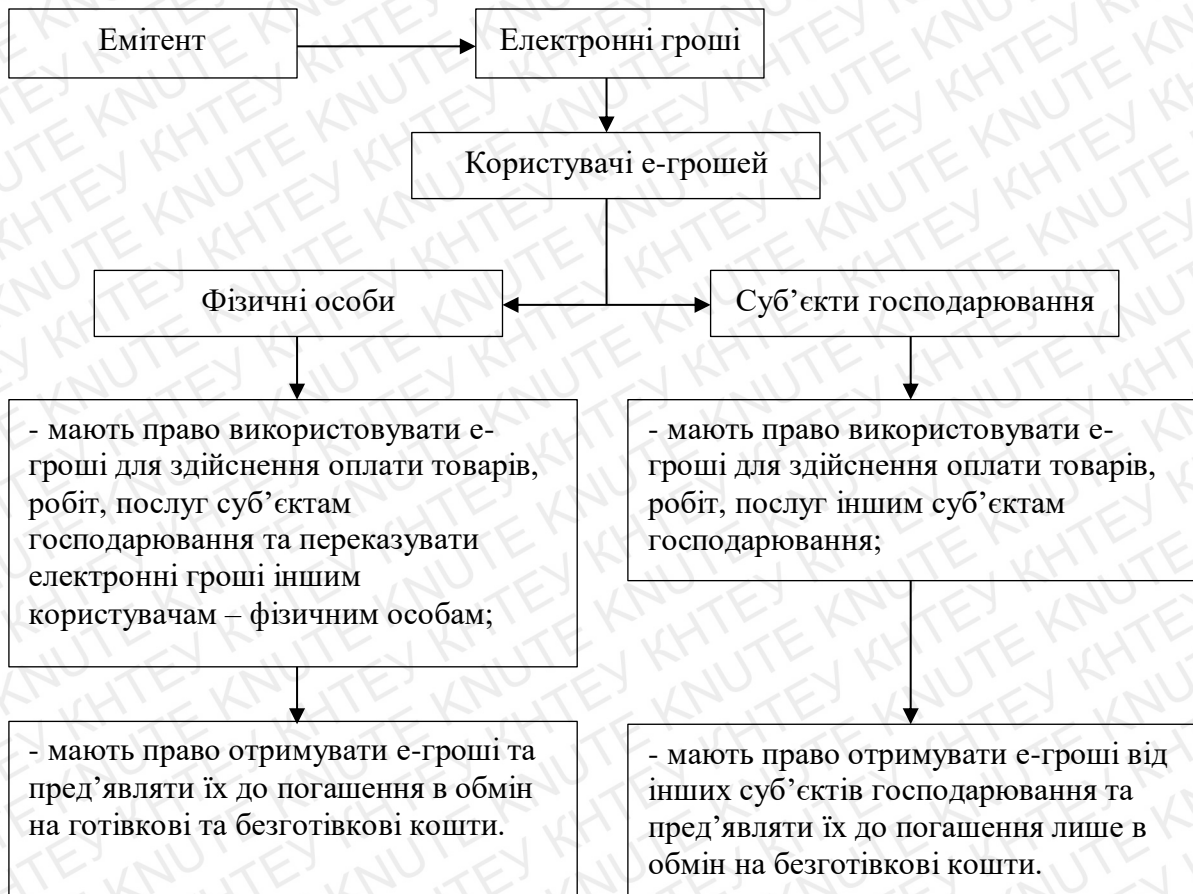 Емітент
Електронні гроші
Користувачі е-грошей
Фізичні особи
Суб’єкти господарювання
- мають право використовувати е-
гроші для здійснення оплати товарів,
робіт, послуг суб’єктам
господарювання та переказувати
електронні гроші іншим
користувачам – фізичним особам;
- мають право використовувати е-
гроші для здійснення оплати товарів,
робіт, послуг іншим суб’єктам
господарювання;
- мають право отримувати е-гроші та
пред’являти їх до погашення в обмін
на готівкові та безготівкові кошти.
- мають право отримувати е-гроші від
інших суб’єктів господарювання та
пред’являти їх до погашення лише в
обмін на безготівкові кошти.
KNUTE КНТЕУ